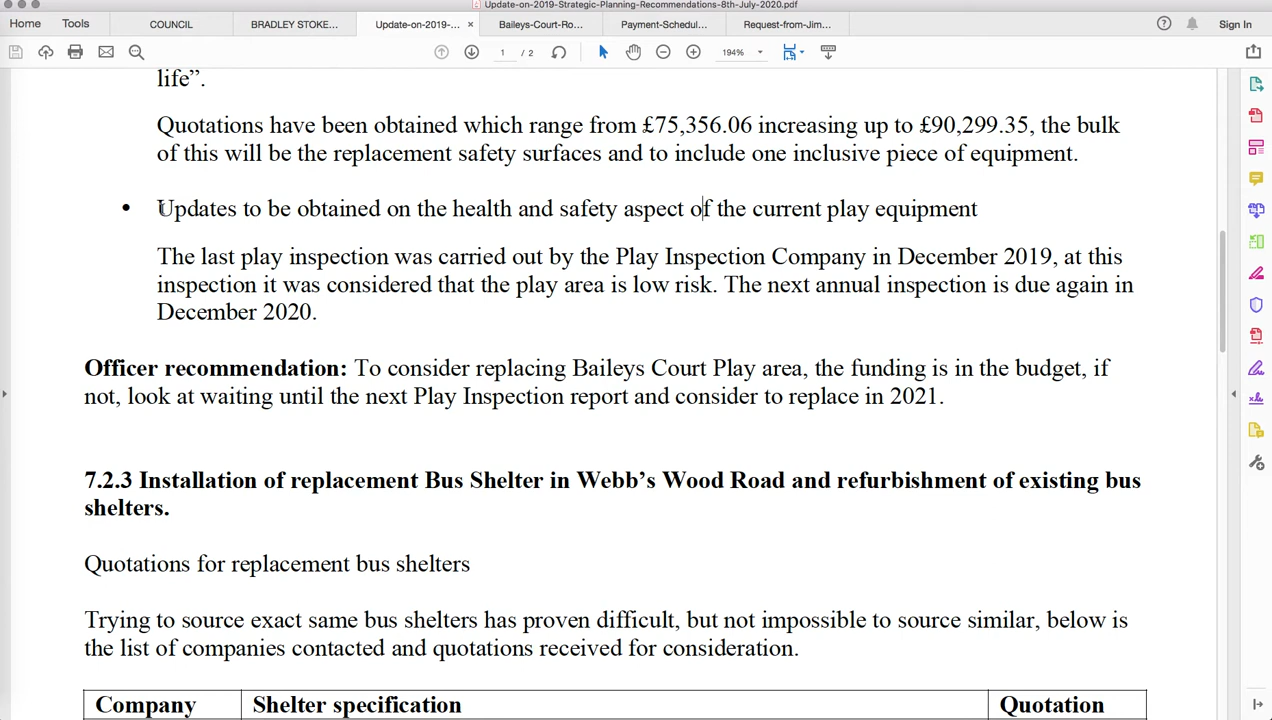 Update-on-2019-Strategic-Planning-Recommendations-8th-July-2020.pdf
Home Tools COUNCIL BRADLEY STOKE... Update-on-2019-... × Baileys-Court-Ro... Payment-Schedul... Request-from-Jim... Sign In
1 / 2 194%
life”.
Quotations have been obtained which range from £75,356.06 increasing up to £90,299.35, the bulk
of this will be the replacement safety surfaces and to include one inclusive piece of equipment.
• Updates to be obtained on the health and safety aspect of the current play equipment
The last play inspection was carried out by the Play Inspection Company in December 2019, at this
inspection it was considered that the play area is low risk. The next annual inspection is due again in
December 2020.
Officer recommendation: To consider replacing Baileys Court Play area, the funding is in the budget, if
not, look at waiting until the next Play Inspection report and consider to replace in 2021.
7.2.3 Installation of replacement Bus Shelter in Webb’s Wood Road and refurbishment of existing bus
shelters.
Quotations for replacement bus shelters
Trying to source exact same bus shelters has proven difficult, but not impossible to source similar, below is
the list of companies contacted and quotations received for consideration.
Company Shelter specification Quotation